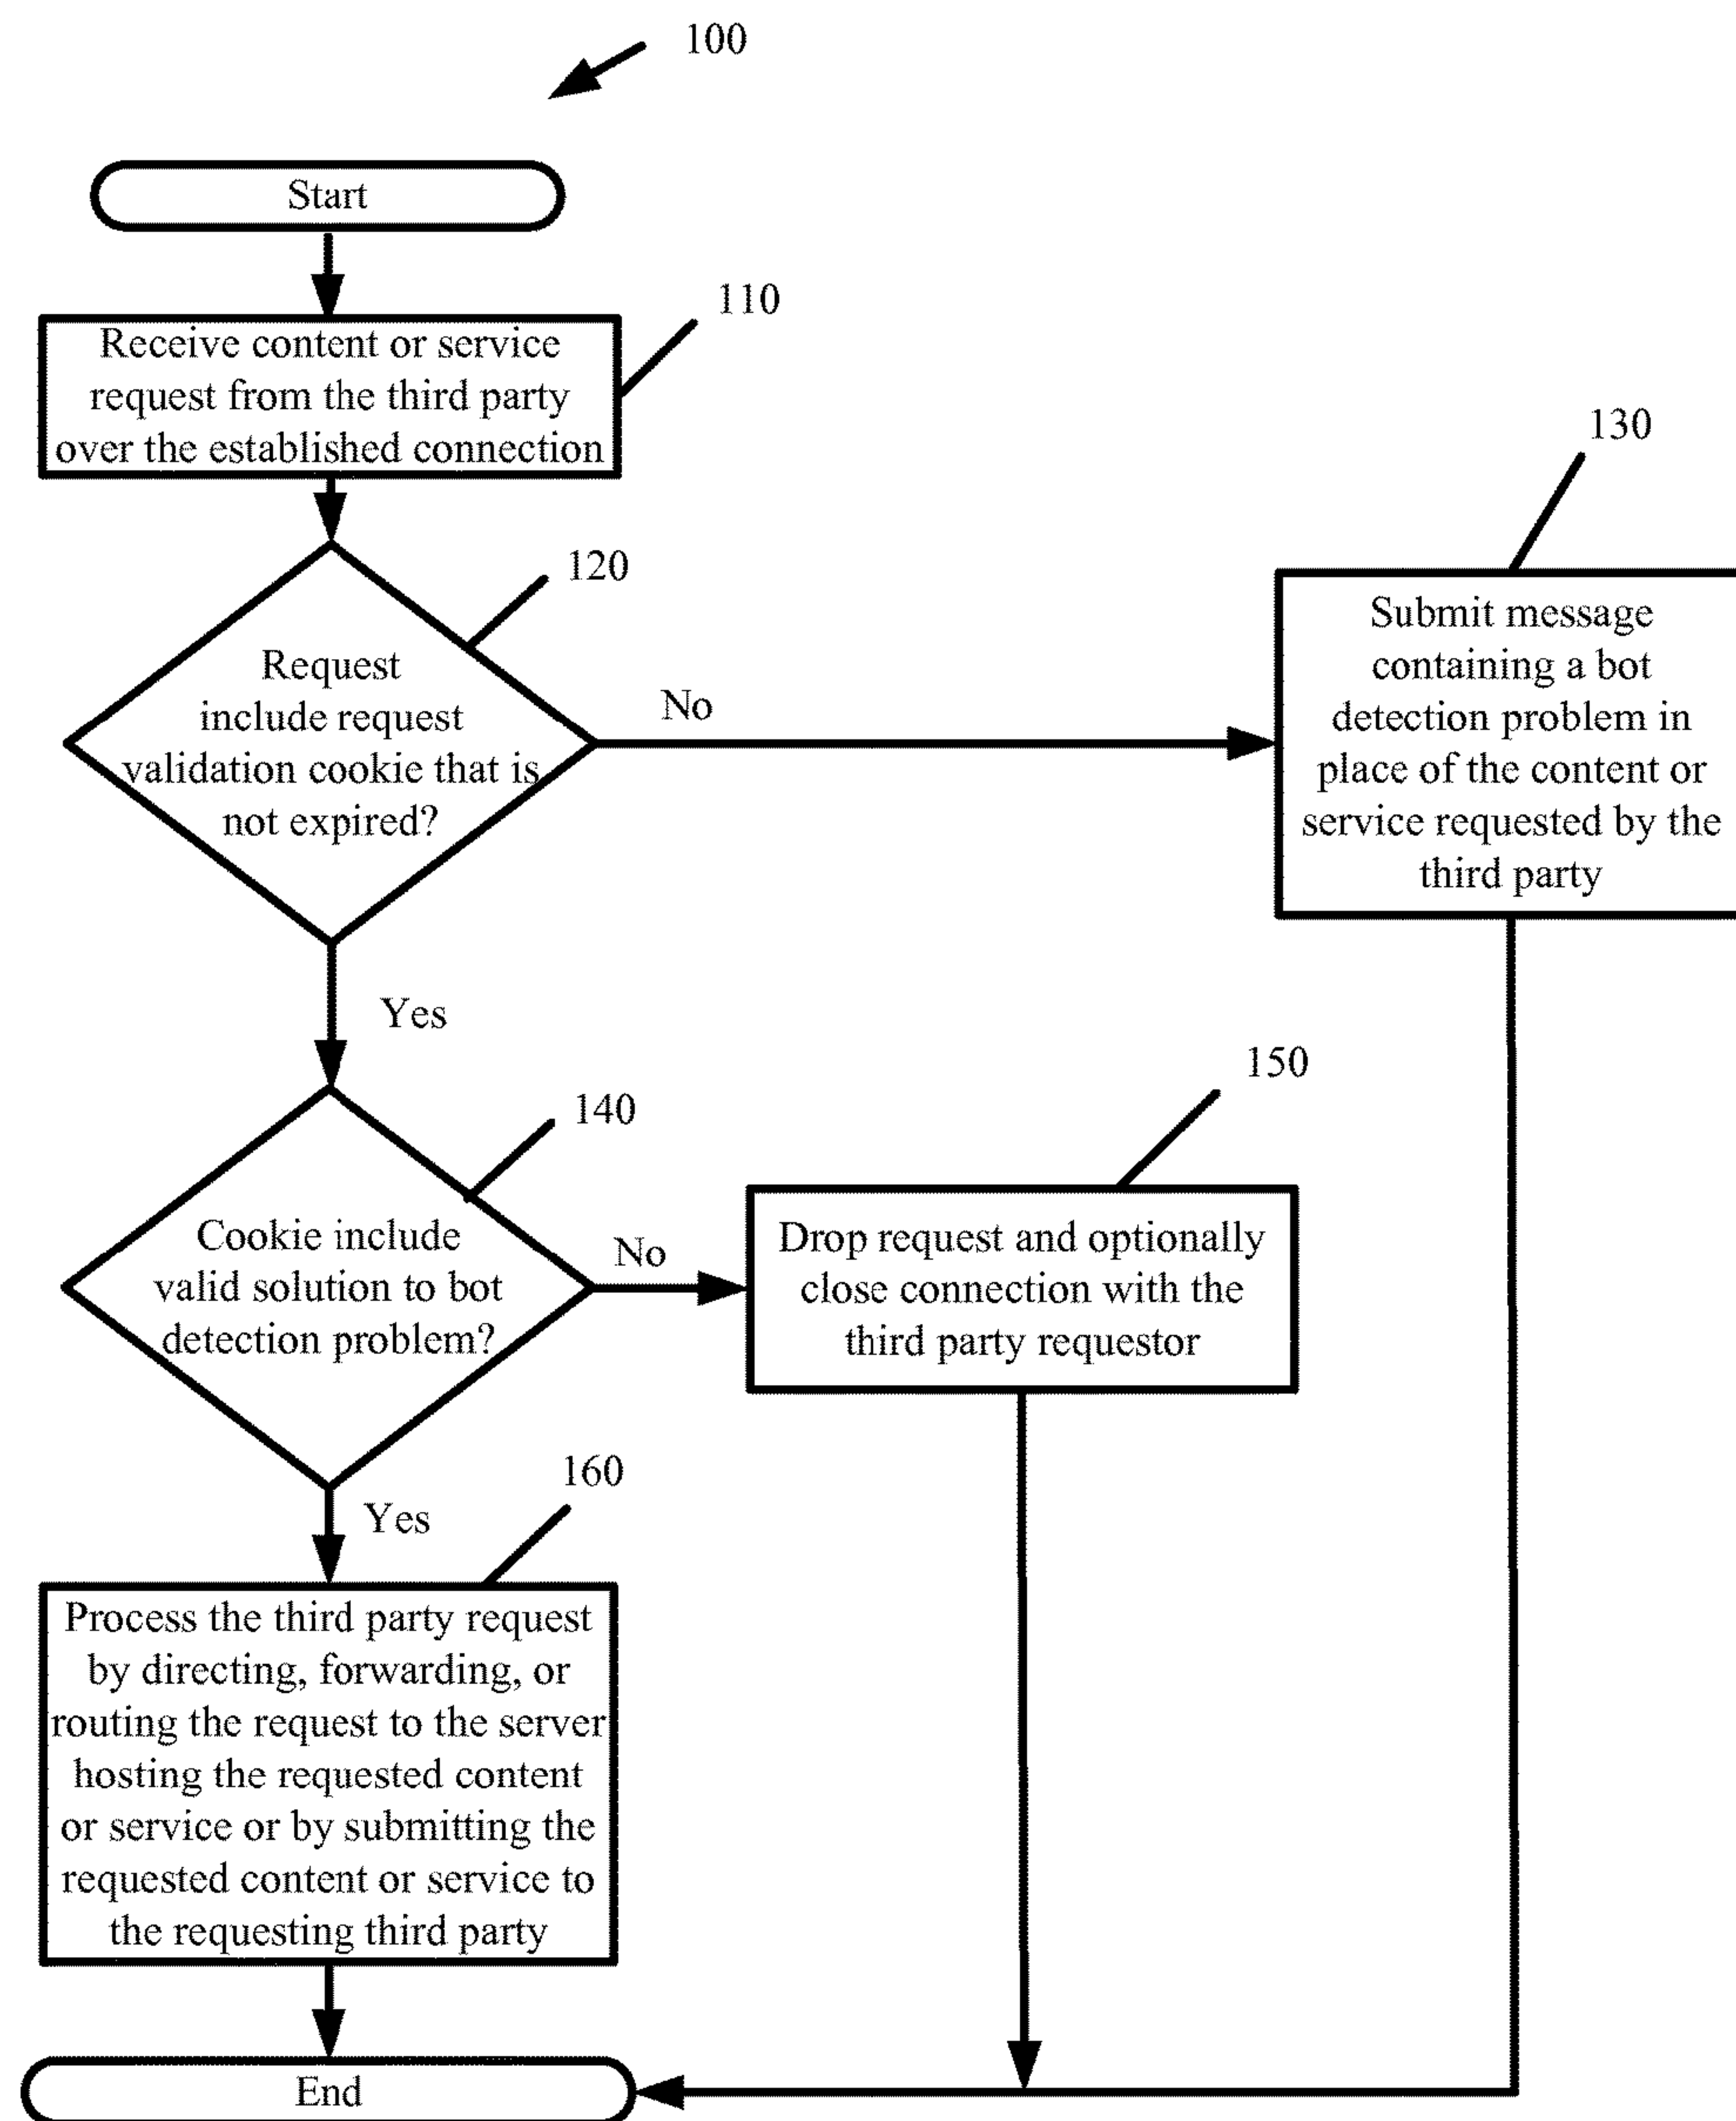 100
Start
110
Receive content or service
request from the third party
over the established connection
120
Request
include request
validation cookie that is
not expired?
No
130
Submit message
containing a bot
detection problem in
place of the content or
service requested by the
third party
Yes
140
Cookie include
valid solution to bot
detection problem?
No
150
Drop request and optionally
close connection with the
third party requestor
Yes
160
Process the third party request
by directing, forwarding, or
routing the request to the server
hosting the requested content
or service or by submitting the
requested content or service to
the requesting third party
End